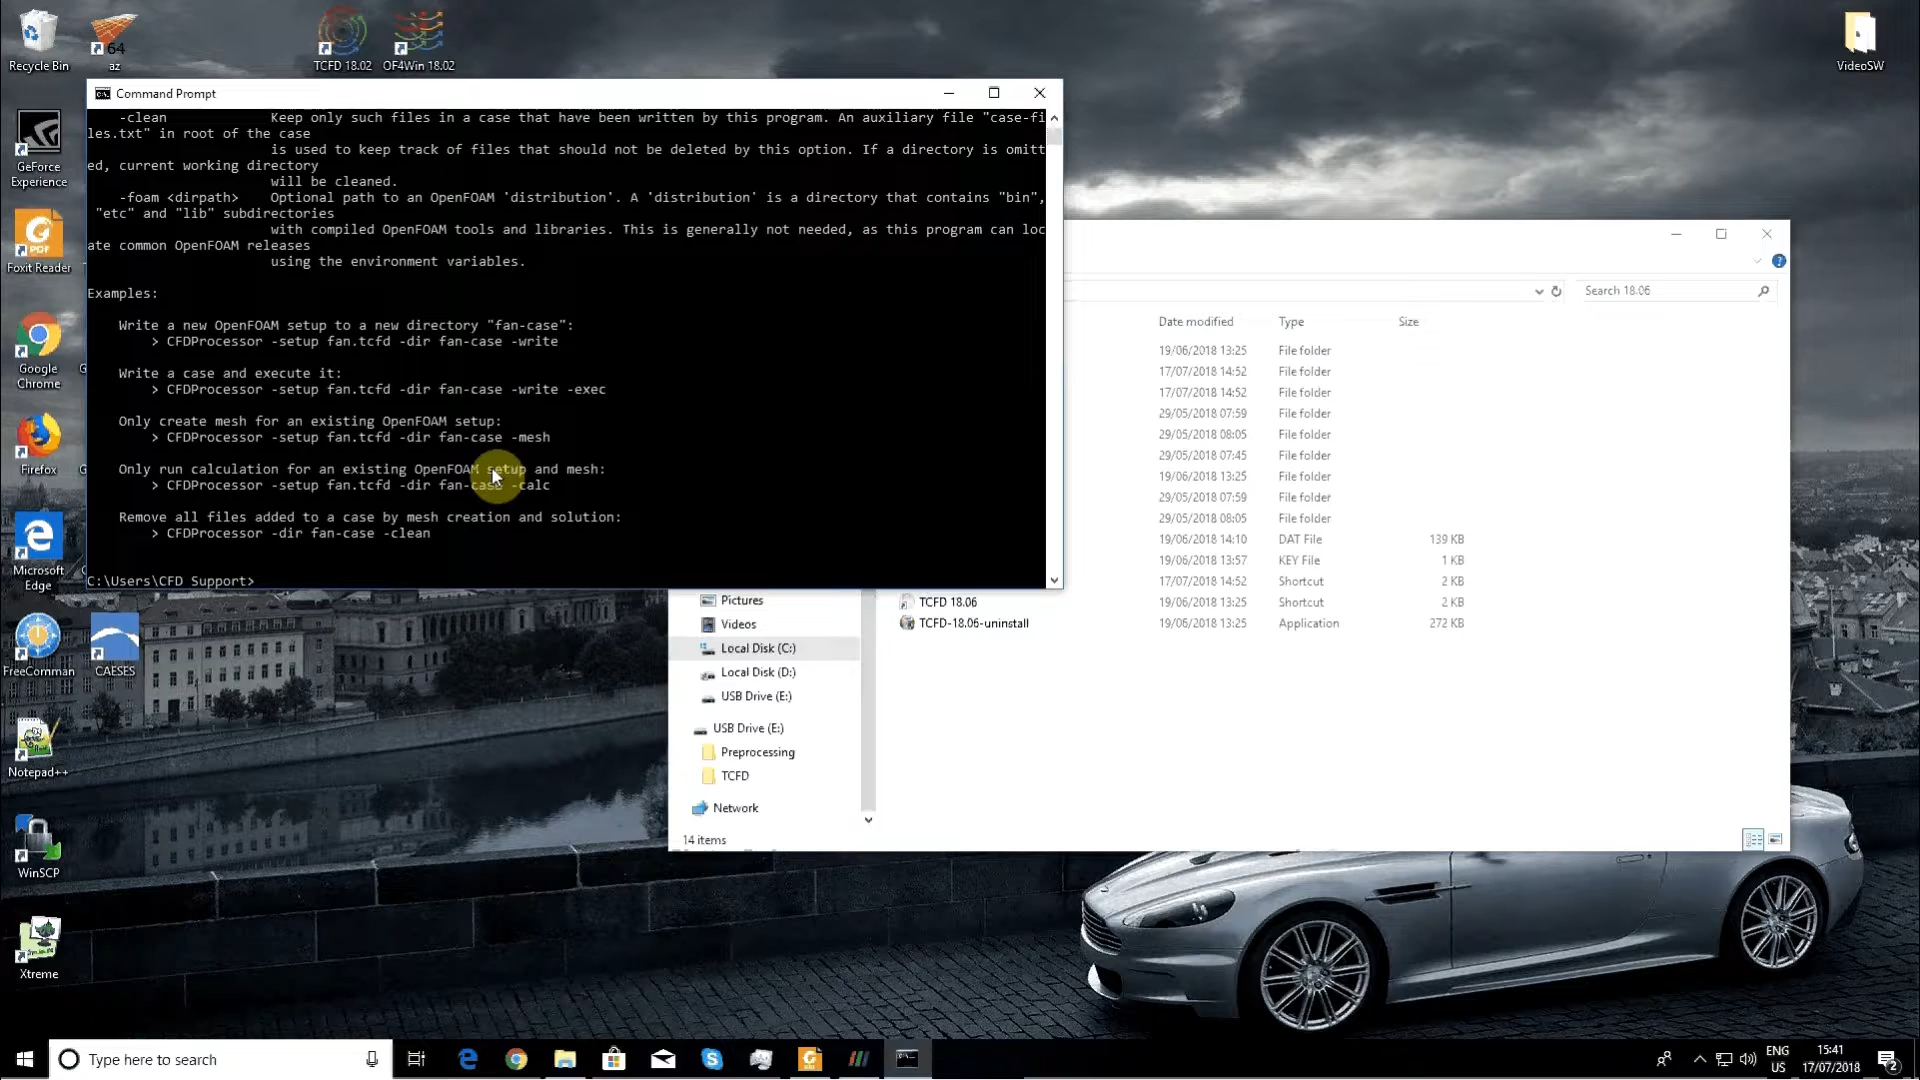 Recycle Bin
64
az
TCFD 18.02
OF4Win 18.02
VideoSW
GeForce
Experience
PDF
Foxit Reader
Google
Chrome
Firefox
Microsoft
Edge
FreeComman
CAESES
Notepad++
WinSCP
Xtreme
Command Prompt
-clean Keep only such files in a case that have been written by this program. An auxiliary file "case-fi
les.txt" in root of the case
is used to keep track of files that should not be deleted by this option. If a directory is omitt
ed, current working directory
will be cleaned.
-foam <dirpath> Optional path to an OpenFOAM 'distribution'. A 'distribution' is a directory that contains "bin",
"etc" and "lib" subdirectories
with compiled OpenFOAM tools and libraries. This is generally not needed, as this program can loc
ate common OpenFOAM releases
using the environment variables.
Examples:
Write a new OpenFOAM setup to a new directory "fan-case":
> CFDProcessor -setup fan.tcfd -dir fan-case -write
Write a case and execute it:
> CFDProcessor -setup fan.tcfd -dir fan-case -write -exec
Only create mesh for an existing OpenFOAM setup:
> CFDProcessor -setup fan.tcfd -dir fan-case -mesh
Only run calculation for an existing OpenFOAM setup and mesh:
> CFDProcessor -setup fan.tcfd -dir fan-case -calc
Remove all files added to a case by mesh creation and solution:
> CFDProcessor -dir fan-case -clean
C:\Users\CFD Support>
Search 18.06
Date modified Type Size
19/06/2018 13:25 File folder
17/07/2018 14:52 File folder
17/07/2018 14:52 File folder
29/05/2018 07:59 File folder
29/05/2018 08:05 File folder
29/05/2018 07:45 File folder
19/06/2018 13:25 File folder
29/05/2018 07:59 File folder
29/05/2018 08:05 File folder
19/06/2018 14:10 DAT File 139 KB
19/06/2018 13:57 KEY File 1 KB
17/07/2018 14:52 Shortcut 2 KB
TCFD 18.06 19/06/2018 13:25 Shortcut 2 KB
TCFD-18.06-uninstall 19/06/2018 13:25 Application 272 KB
Pictures
Videos
Local Disk (C:)
Local Disk (D:)
USB Drive (E:)
USB Drive (E:)
Preprocessing
TCFD
Network
14 items
Type here to search
ENG
US
15:41
17/07/2018
2